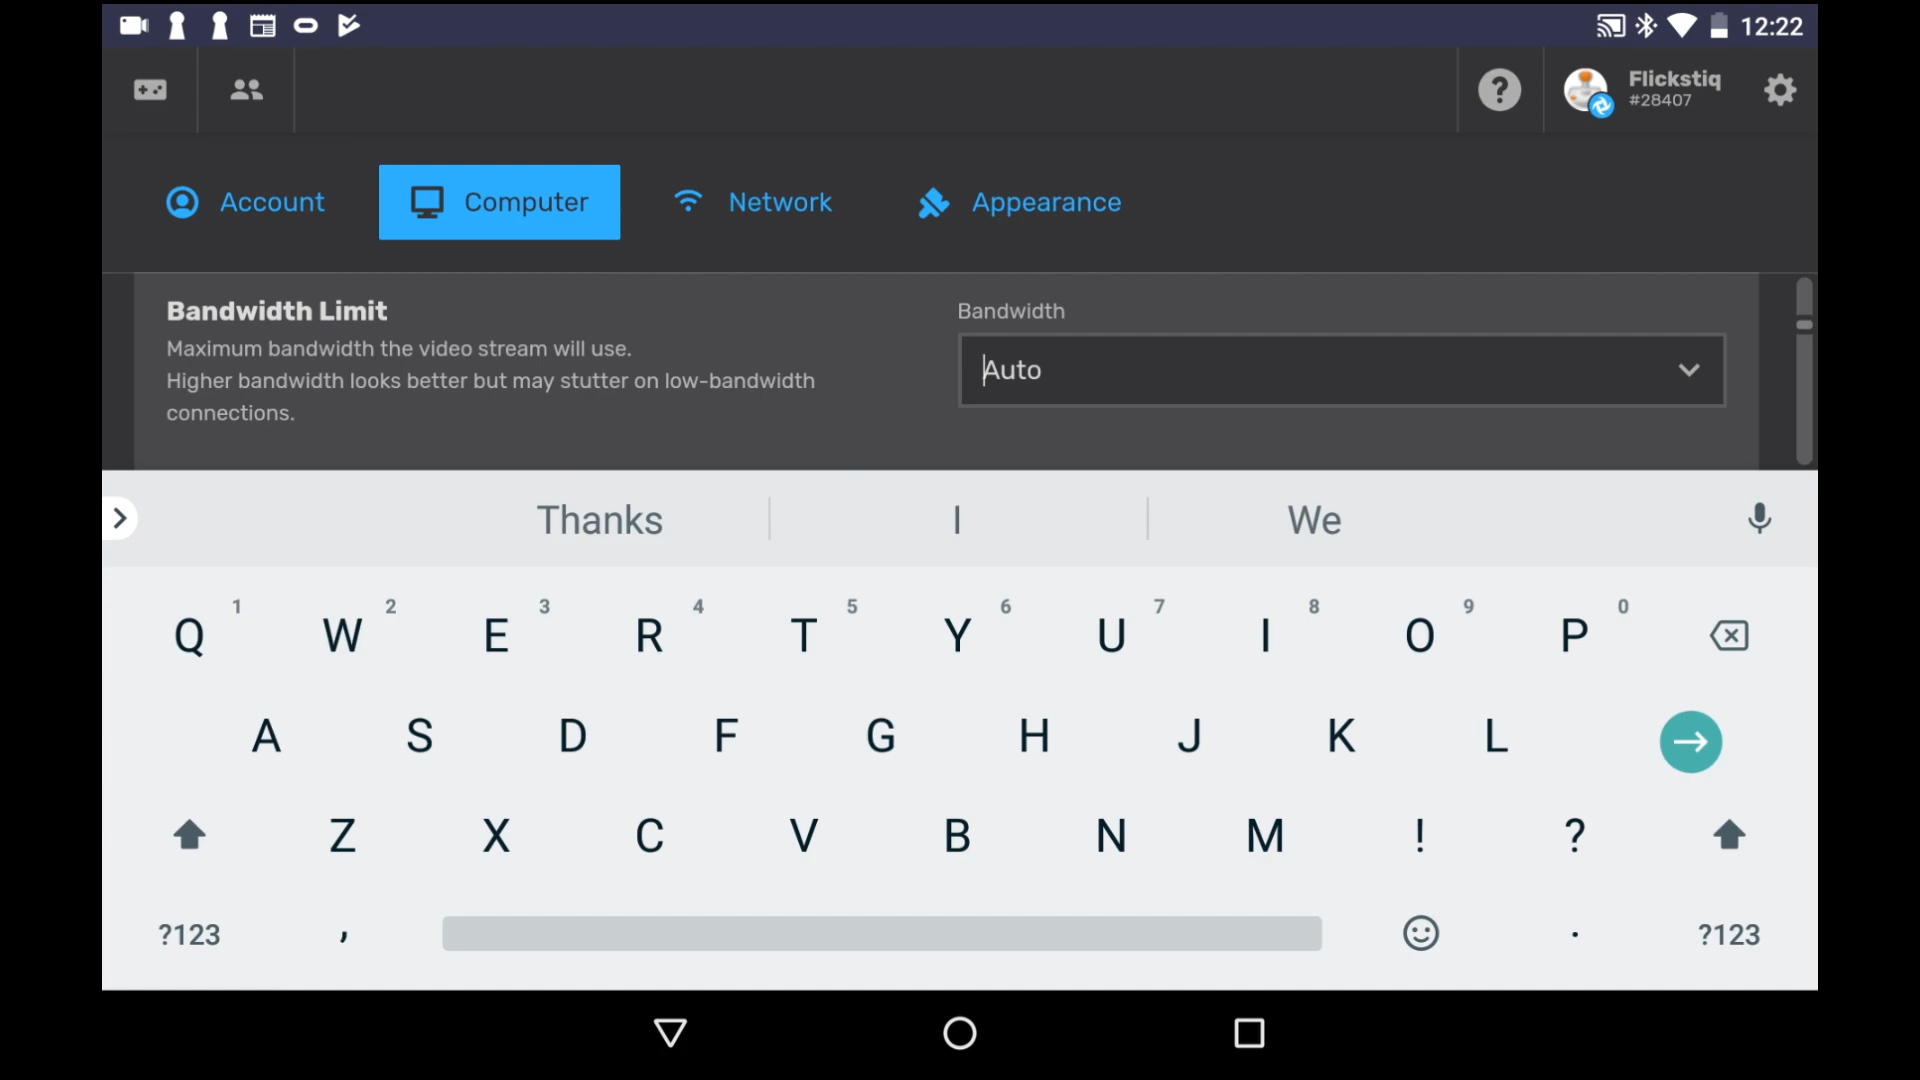 12:22
Flickstiq
#28407
Account
Computer
Network
Appearance
Bandwidth Limit
Maximum bandwidth the video stream will use.
Higher bandwidth looks better but may stutter on low-bandwidth
connections.
Bandwidth
Auto
Thanks
I
We
1 2 3 4 5 6 7 8 9 0
Q W E R T Y U I O P
A S D F G H J K L
Z X C V B N M ! ?
?123 , . ?123